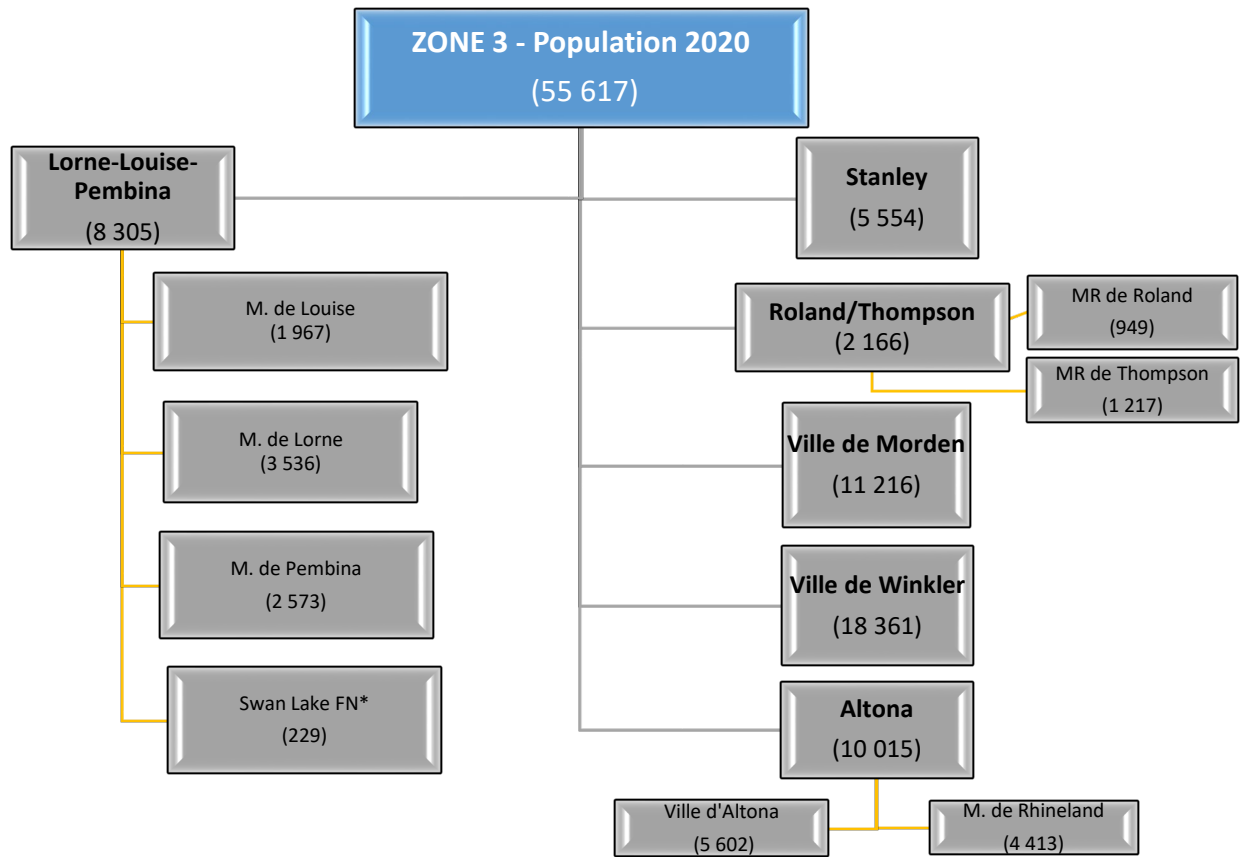 ZONE 3 - Population 2020
(55 617)
Lorne-Louise-
Pembina
(8 305)
M. de Louise
(1 967)
M. de Lorne
(3 536)
M. de Pembina
(2 573)
Swan Lake FN*
(229)
Stanley
(5 554)
Roland/Thompson
(2 166)
MR de Roland
(949)
MR de Thompson
(1 217)
Ville de Morden
(11 216)
Ville de Winkler
(18 361)
Altona
(10 015)
Ville d'Altona
(5 602)
M. de Rhineland
(4 413)